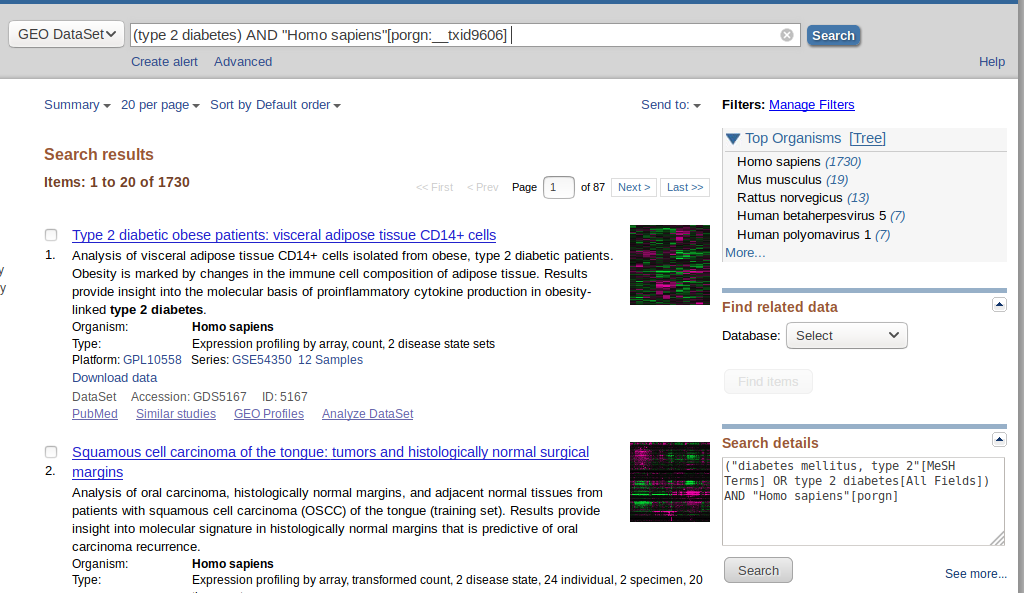 GEO DataSet
(type 2 diabetes) AND "Homo sapiens"[porgn:__txid9606]
Search
Create alert Advanced
Help
Summary 20 per page Sort by Default order Send to:
Search results
Items: 1 to 20 of 1730
<< First < Prev Page 1 of 87 Next > Last >>
1.
Type 2 diabetic obese patients: visceral adipose tissue CD14+ cells
Analysis of visceral adipose tissue CD14+ cells isolated from obese, type 2 diabetic patients.
Obesity is marked by changes in the immune cell composition of adipose tissue. Results
provide insight into the molecular basis of proinflammatory cytokine production in obesity-
linked type 2 diabetes.
Organism: Homo sapiens
Type: Expression profiling by array, count, 2 disease state sets
Platform: GPL10558 Series: GSE54350 12 Samples
Download data
DataSet Accession: GDS5167 ID: 5167
PubMed Similar studies GEO Profiles Analyze DataSet
2.
Squamous cell carcinoma of the tongue: tumors and histologically normal surgical
margins
Analysis of oral carcinoma, histologically normal margins, and adjacent normal tissues from
patients with squamous cell carcinoma (OSCC) of the tongue (training set). Results provide
insight into molecular signature in histologically normal margins that is predictive of oral
carcinoma recurrence.
Organism: Homo sapiens
Type: Expression profiling by array, transformed count, 2 disease state, 24 individual, 2 specimen, 20
Filters: Manage Filters
Top Organisms [Tree]
Homo sapiens (1730)
Mus musculus (19)
Rattus norvegicus (13)
Human betaherpesvirus 5 (7)
Human polyomavirus 1 (7)
More...
Find related data
Database: Select
Find items
Search details
("diabetes mellitus, type 2"[MeSH
Terms] OR type 2 diabetes[All Fields])
AND "Homo sapiens"[porgn]
Search
See more...